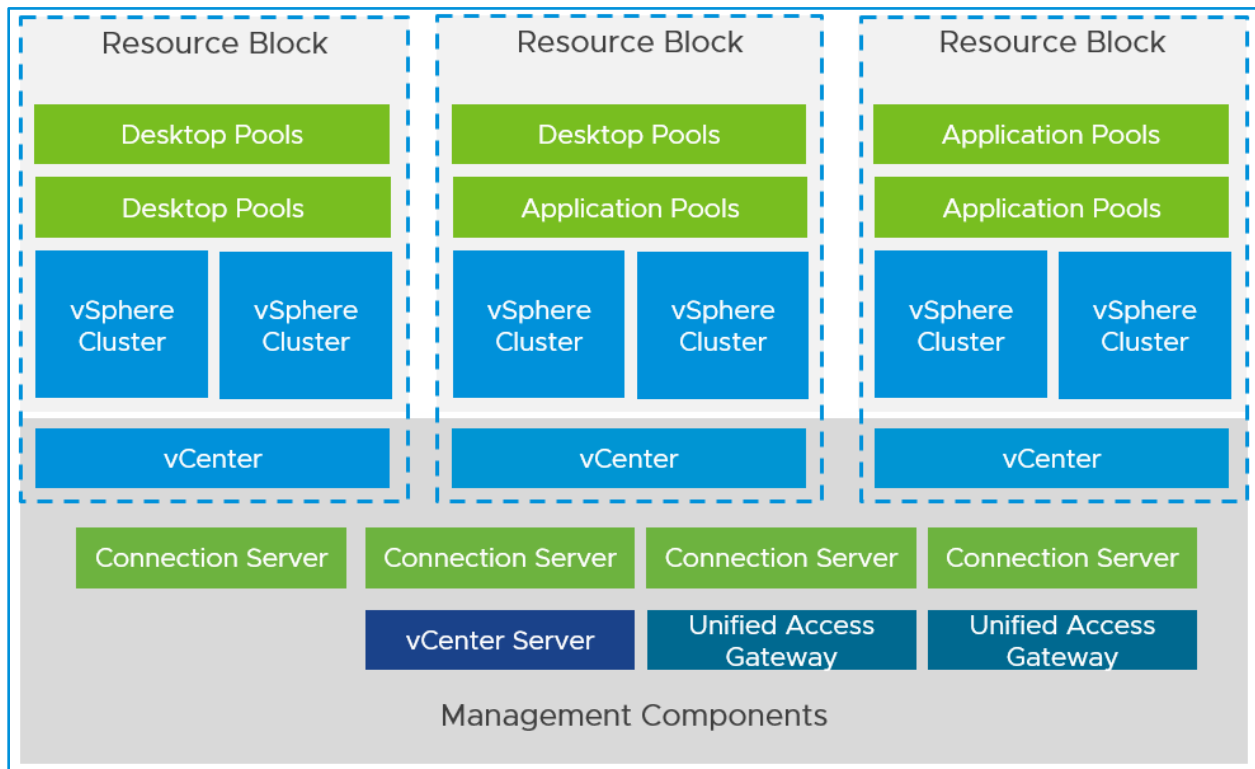 Resource Block
Resource Block
Resource Block
Desktop Pools
Desktop Pools
Application Pools
Desktop Pools
Application Pools
Application Pools
vSphere
Cluster
vSphere
Cluster
vSphere
Cluster
vSphere
Cluster
vSphere
Cluster
vSphere
Cluster
vCenter
vCenter
vCenter
Connection Server
Connection Server
Connection Server
Connection Server
vCenter Server
Unified Access
Gateway
Unified Access
Gateway
Management Components